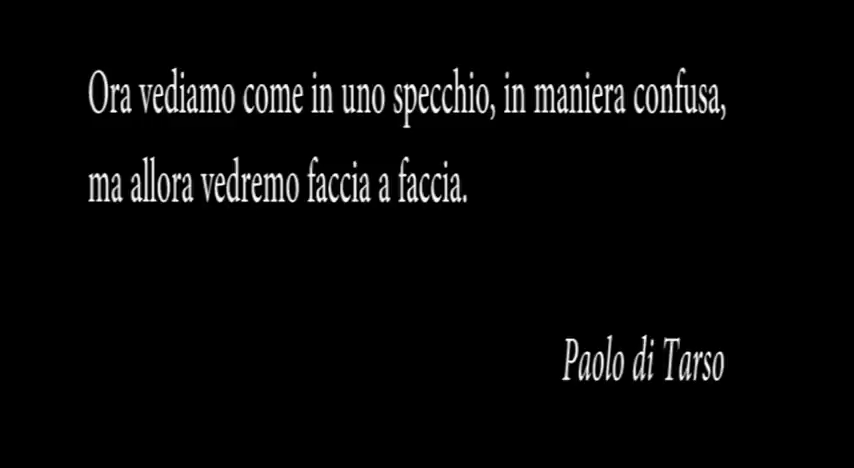 Ora vediamo come in uno specchio, in maniera confusa,
ma allora vedremo faccia a faccia.
Paolo di Tarso